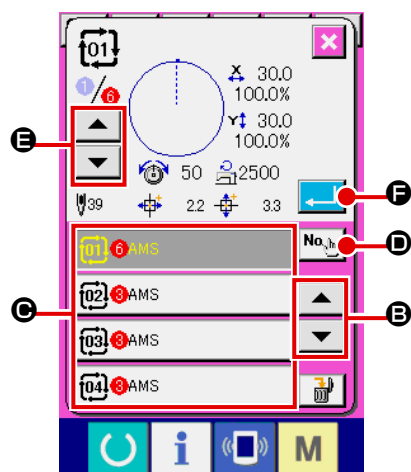 01
X 30.0
100.0%
1/6
Y 30.0
100.0%
E
50 2500
F
39 2.2 3.3
No.
D
01 6 AMS
02 3 AMS
B
C
03 3 AMS
04 3 AMS
i M